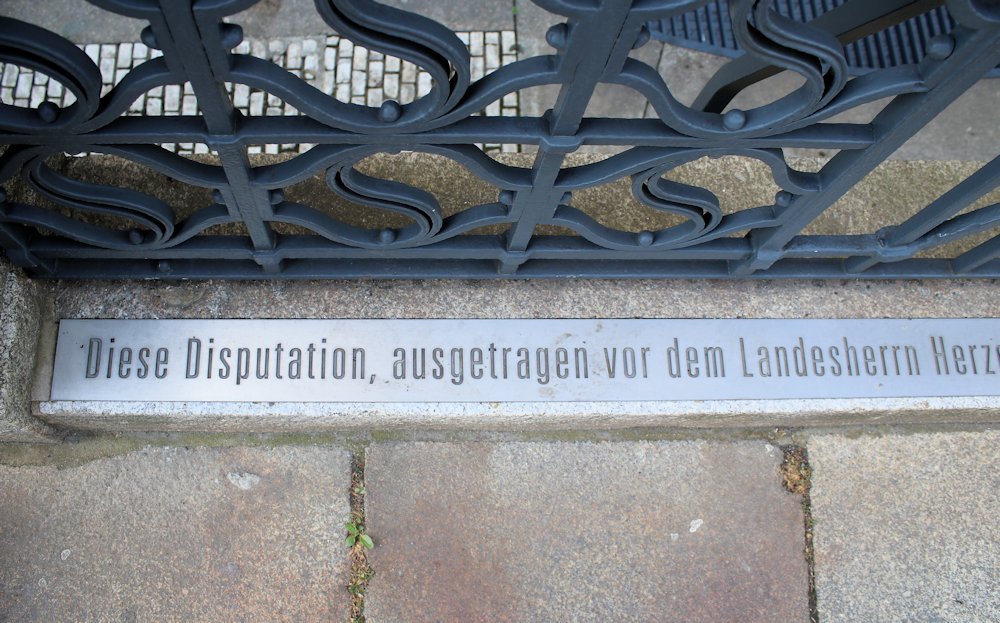 Diese Disputation, ausgetragen vor dem Landesherrn